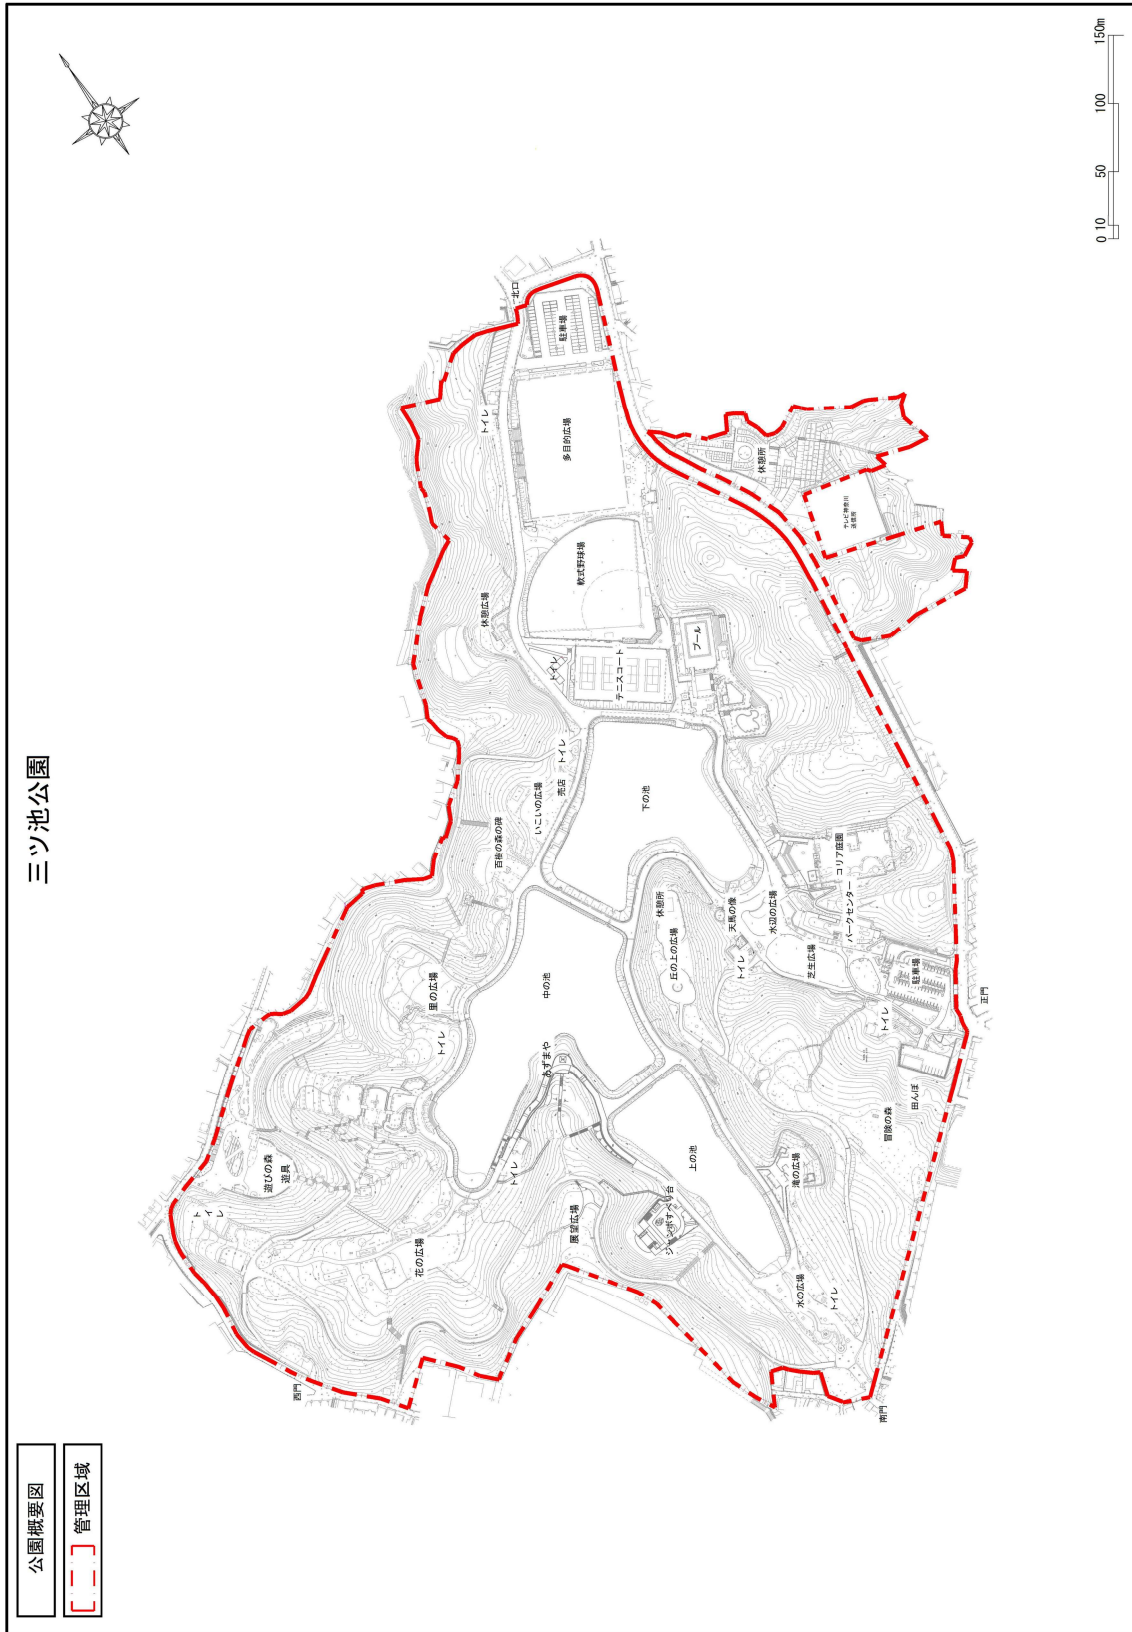 三ツ池公園
公園概要図
管理区域
0 10 50 100 150m
北口
駐車場
トイレ
多目的広場
休憩所
テレビ神奈川
送信所
軟式野球場
休憩広場
トイレ
テニスコート
プール
トイレ
売店
いこいの広場
百樹の森の碑
下の池
コリア庭園
パークセンター
休憩所
天馬の像
水辺の広場
丘の上の広場
トイレ
芝生広場
駐車場
正門
トイレ
中の池
里の広場
トイレ
あずまや
田んぼ
冒険の森
上の池
滝の広場
遊びの森
遊具
トイレ
トイレ
展望広場
ジャンボすべり台
花の広場
水の広場
トイレ
西門
南門